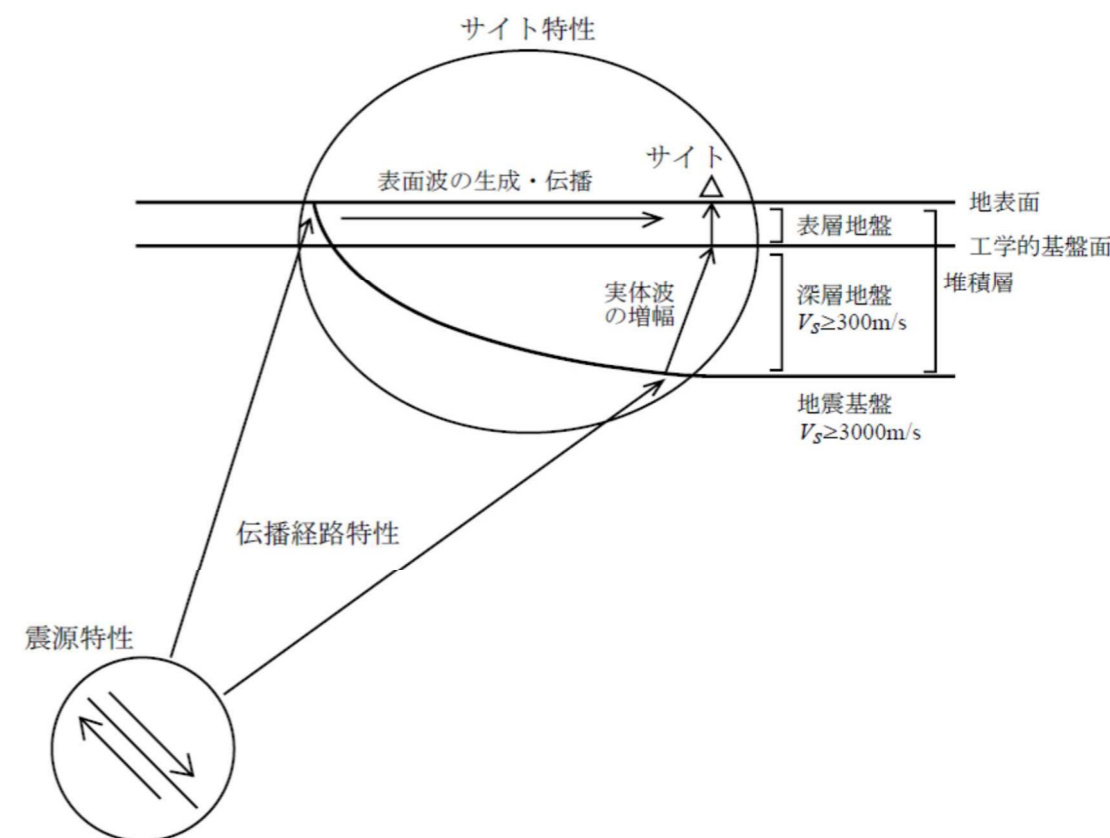 サイト特性
サイト
表面波の生成・伝播
地表面
表層地盤
工学的基盤面
堆積層
実体波
の増幅
深層地盤
Vs≥300m/s
地震基盤
Vs≥3000m/s
伝播経路特性
震源特性